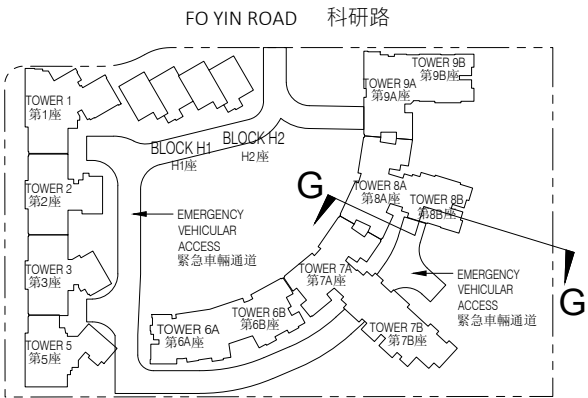 FO YIN ROAD 科研路
TOWER 9B
第9B座
TOWER 9A
第9A座
TOWER 1
第1座
BLOCK H1
H1座
BLOCK H2
H2座
TOWER 2
第2座
TOWER 8A
第8A座
TOWER 8B
第8B座
G
EMERGENCY
VEHICULAR
ACCESS
緊急車輛通道
TOWER 3
第3座
TOWER 7A
第7A座
EMERGENCY
VEHICULAR
ACCESS
緊急車輛通道
G
TOWER 6B
第6B座
TOWER 6A
第6A座
TOWER 7B
第7B座
TOWER 5
第5座